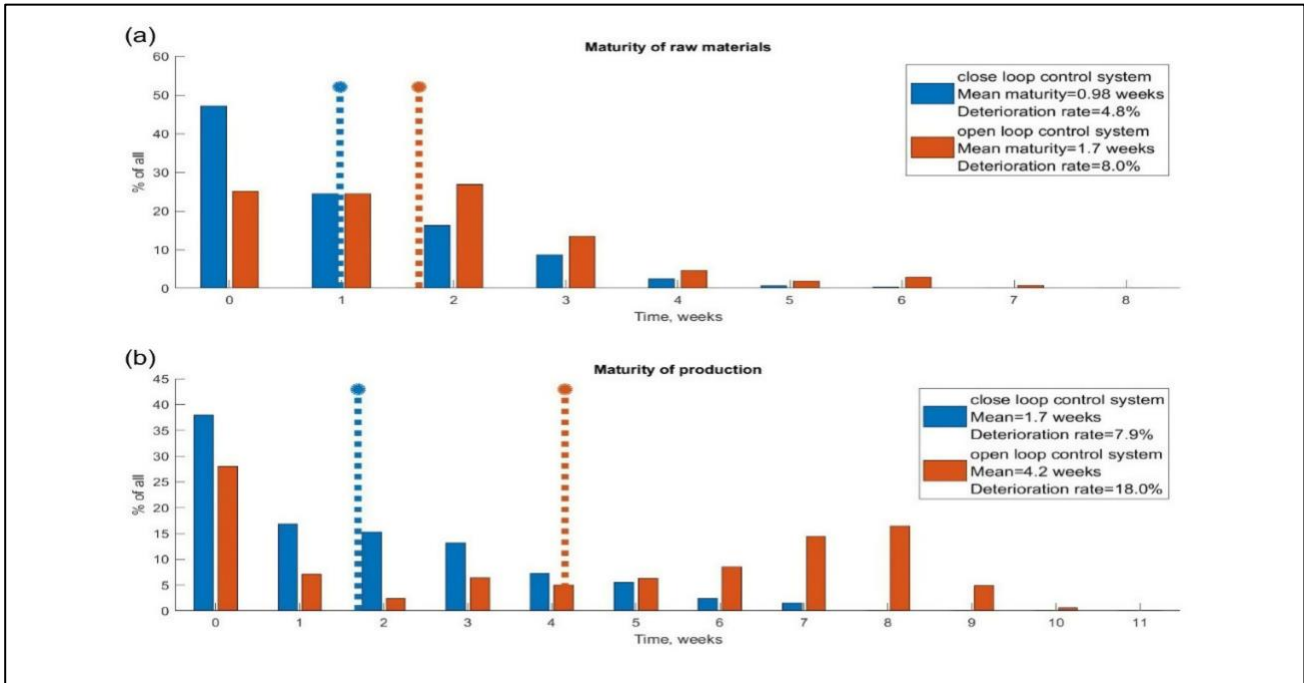 (a)
Maturity of raw materials
60
50
40
30
20
10
0
% of all
close loop control system
Mean maturity=0.98 weeks
Deterioration rate=4.8%
open loop control system
Mean maturity=1.7 weeks
Deterioration rate=8.0%
0 1 2 3 4 5 6 7 8
Time, weeks
(b)
Maturity of production
45
40
35
30
25
20
15
10
5
0
% of all
close loop control system
Mean=1.7 weeks
Deterioration rate=7.9%
open loop control system
Mean=4.2 weeks
Deterioration rate=18.0%
0 1 2 3 4 5 6 7 8 9 10 11
Time, weeks